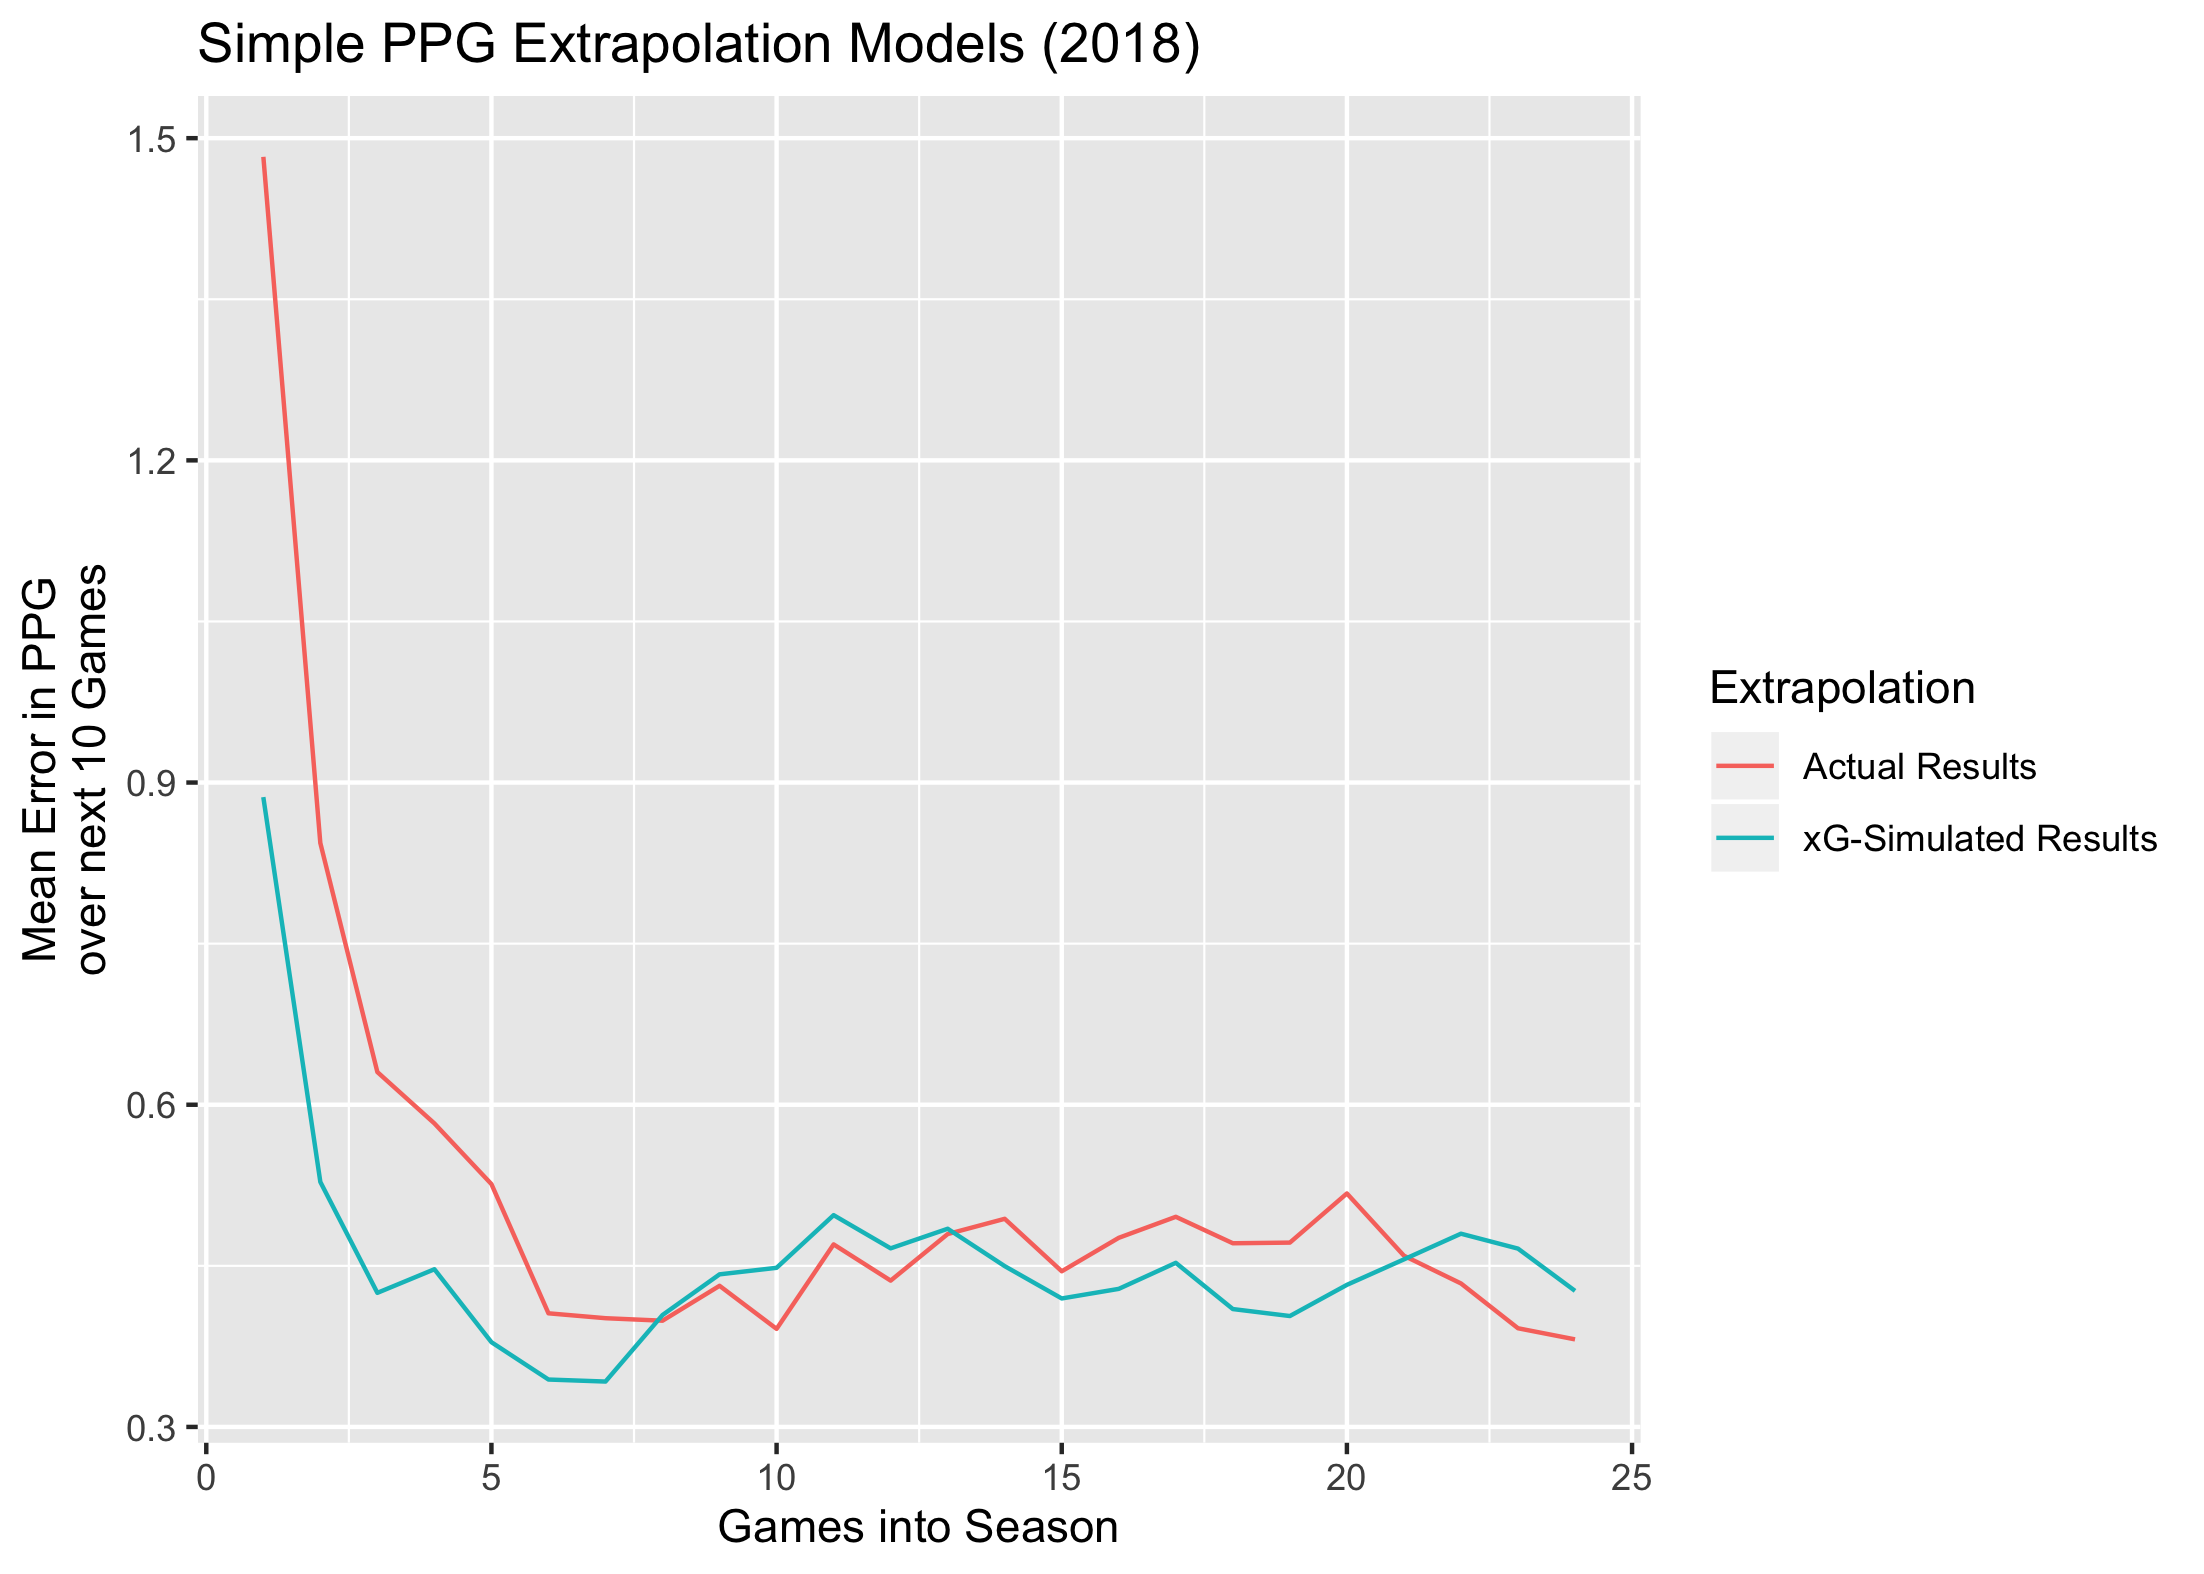 Simple PPG Extrapolation Models (2018)
Mean Error in PPG
over next 10 Games
1.5
1.2
0.9
0.6
0.3
0
5
10
15
20
25
Games into Season
Extrapolation
Actual Results
xG-Simulated Results